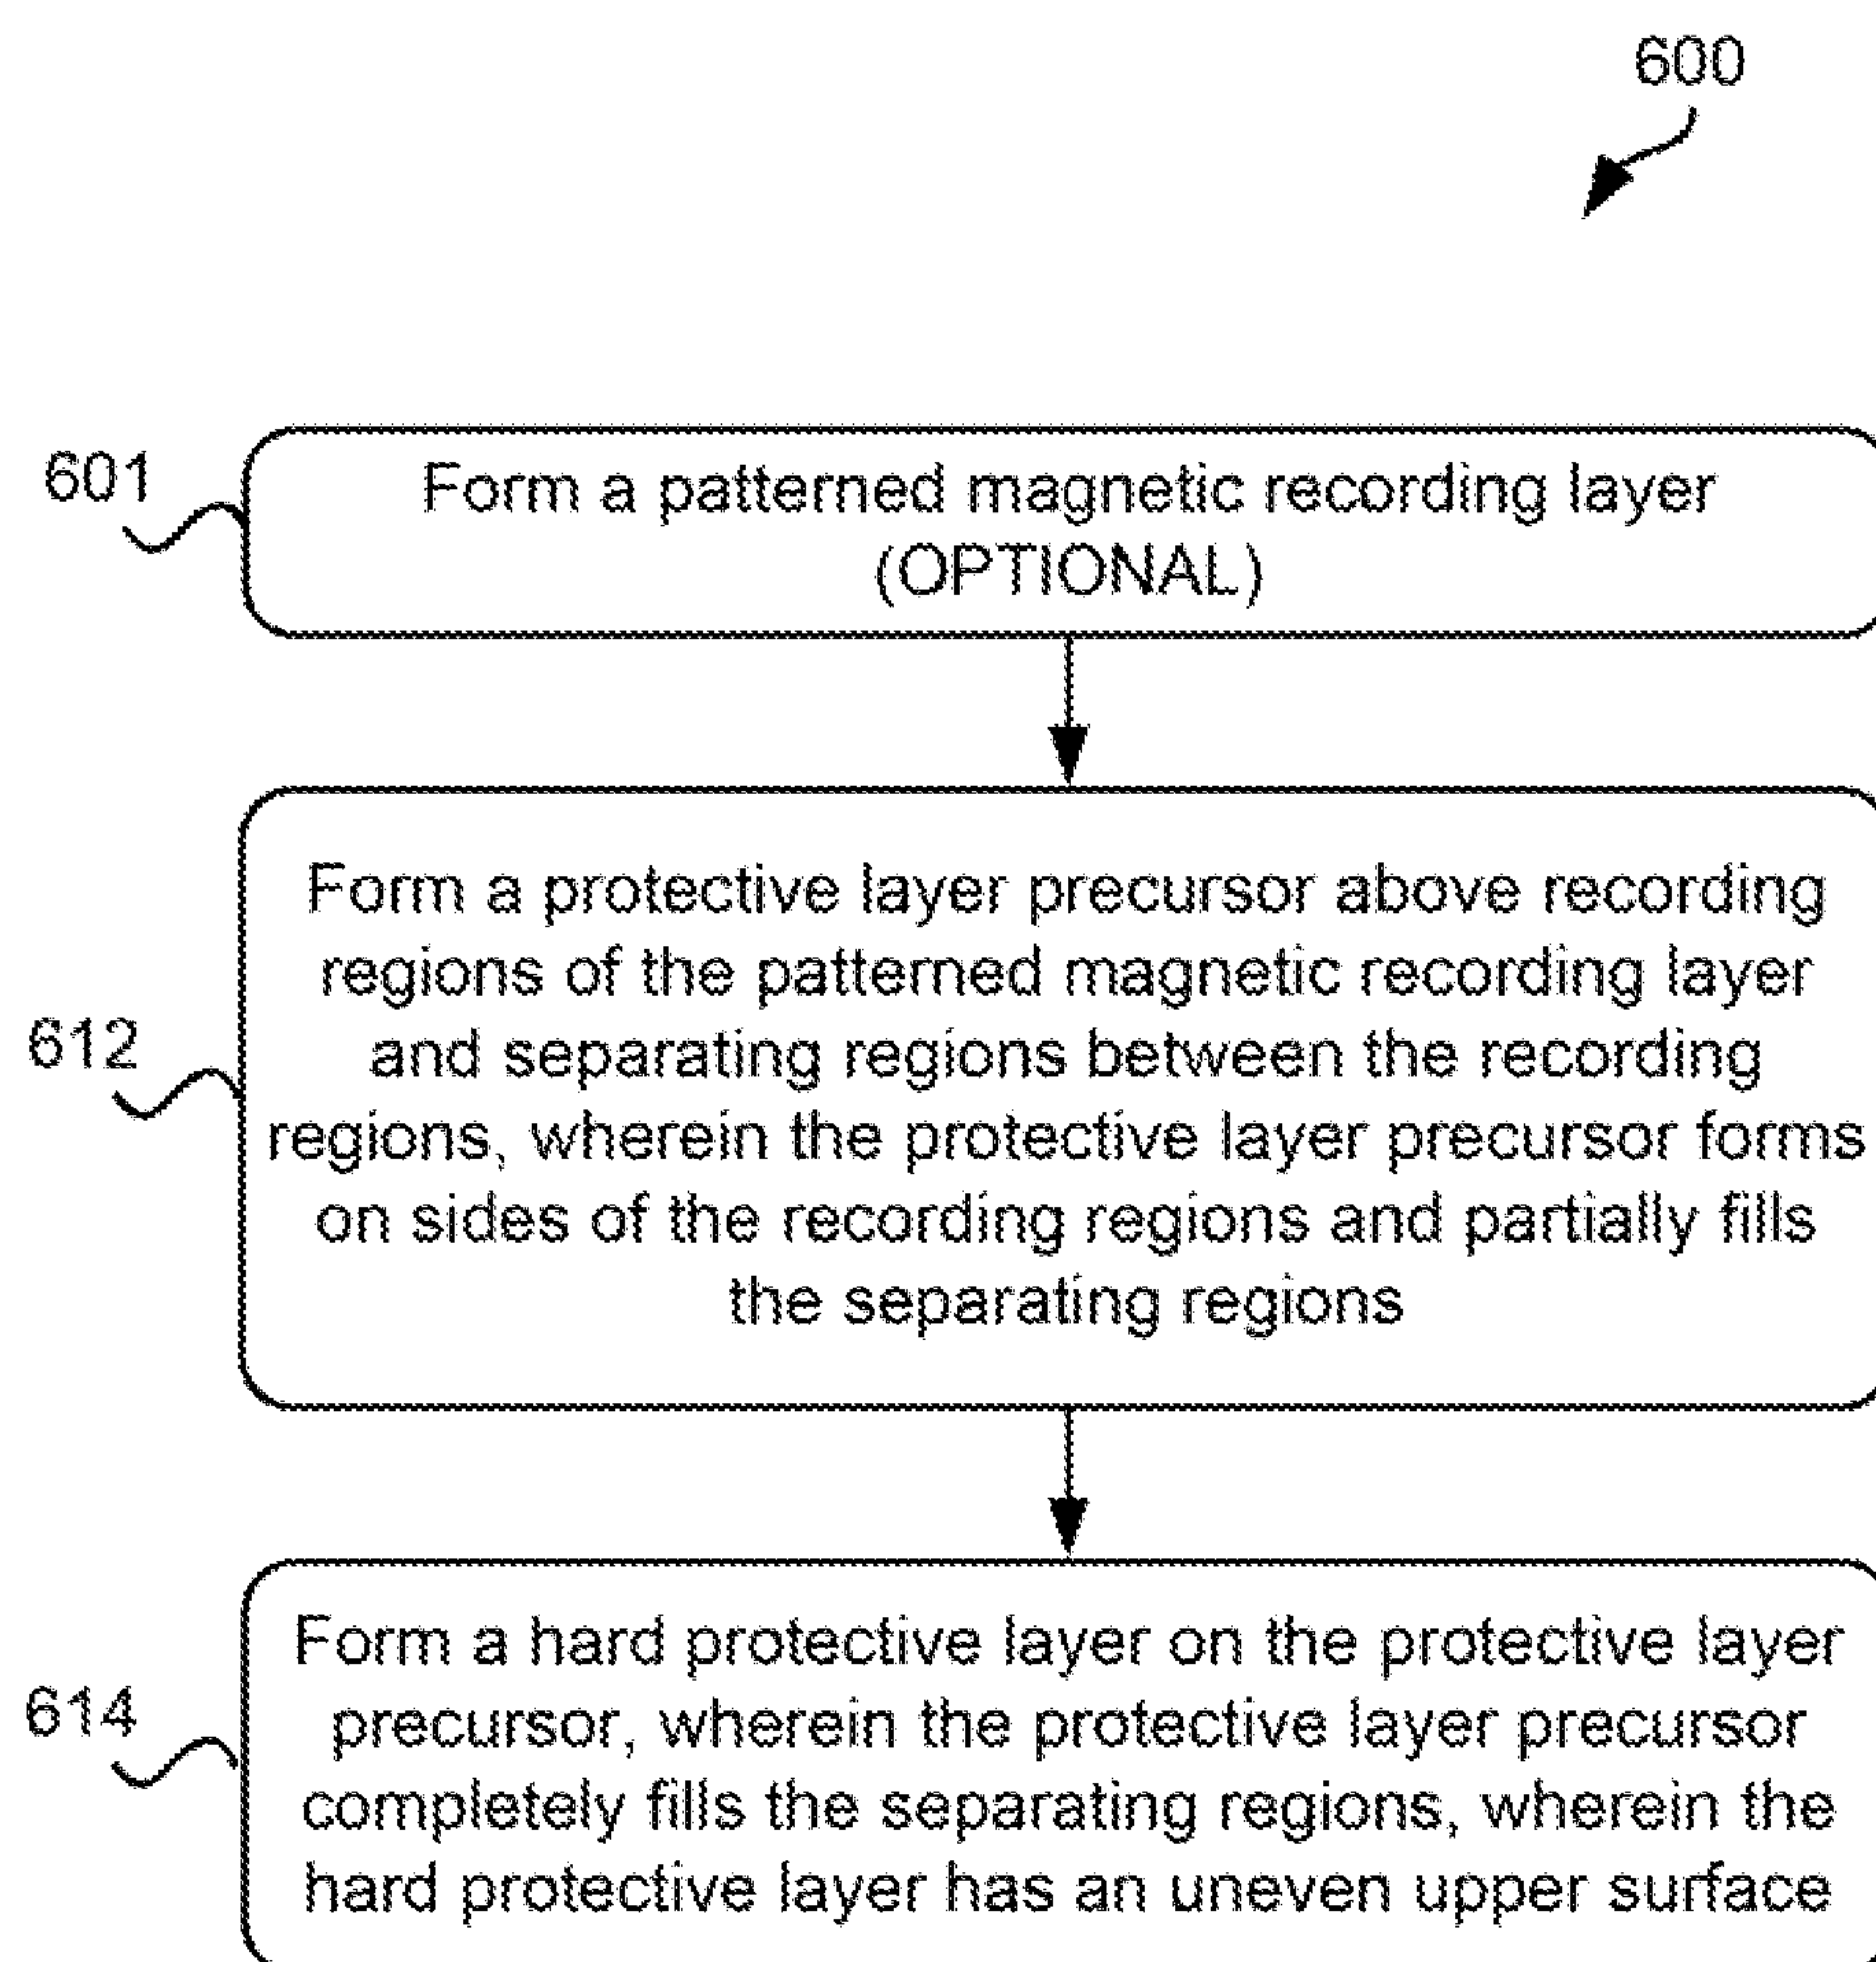 600
601
Form a patterned magnetic recording layer
(OPTIONAL)
612
Form a protective layer precursor above recording
regions of the patterned magnetic recording layer
and separating regions between the recording
regions, wherein the protective layer precursor forms
on sides of the recording regions and partially fills
the separating regions
614
Form a hard protective layer on the protective layer
precursor, wherein the protective layer precursor
completely fills the separating regions, wherein the
hard protective layer has an uneven upper surface